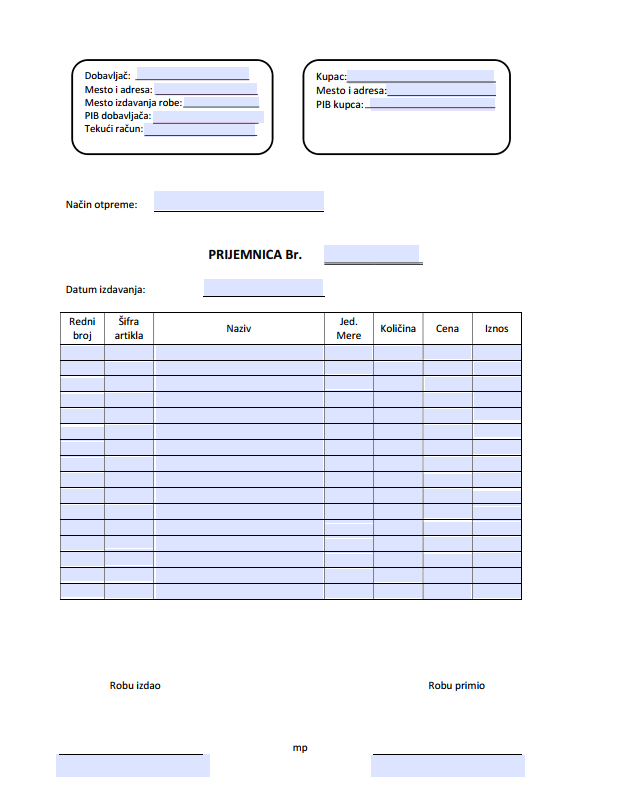 Dobavljač:
Mesto i adresa:
Mesto izdavanja robe:
PIB dobavljača:
Tekući račun:
Kupac:
Mesto i adresa:
PIB kupca:
Način otpreme:
PRIJEMNICA Br.
Datum izdavanja:
Redni broj
Šifra artikla
Naziv
Jed. Mere
Količina
Cena
Iznos
Robu izdao
Robu primio
mp